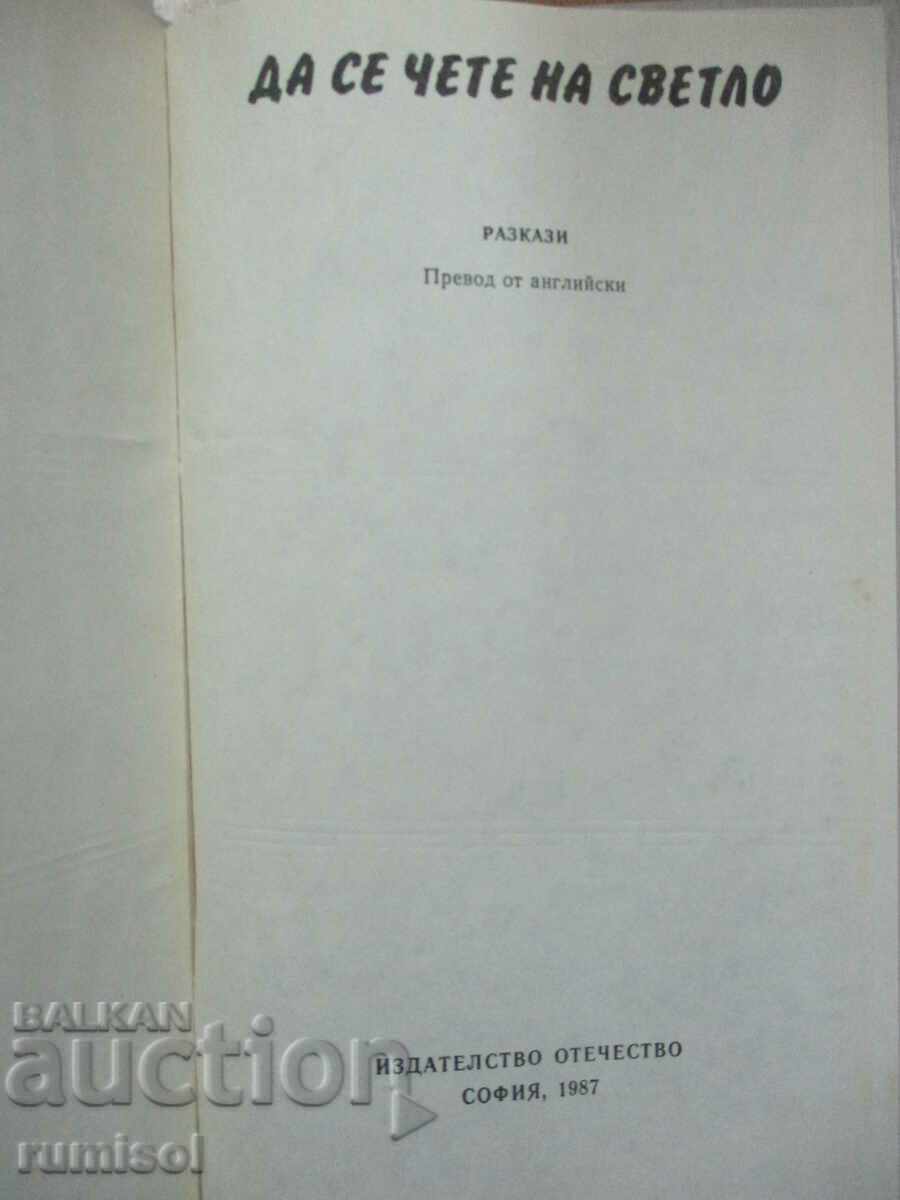 ДА СЕ ЧЕТЕ НА СВЕТЛО
РАЗКАЗИ
Превод от английски
ИЗДАТЕЛСТВО ОТЕЧЕСТВО
СОФИЯ, 1987
BALKAN
auction
rumisol